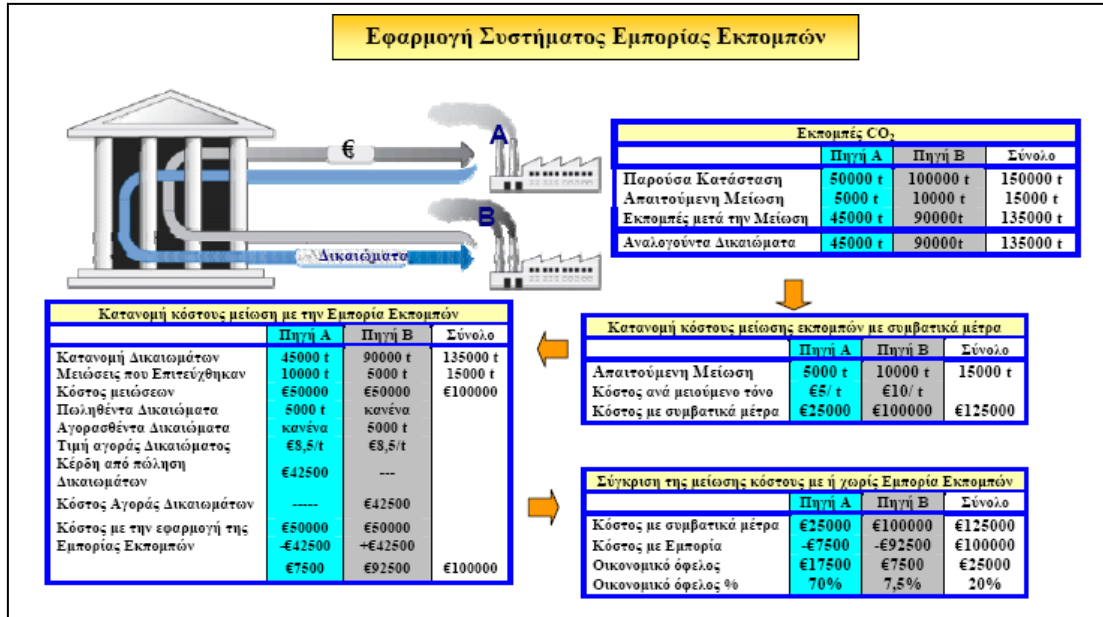 Εφαρμογή Συστήματος Εμπορίας Εκπομπών
€
A
B
Δικαιώματα
Εκπομπές CO₂
Πηγή Α Πηγή Β Σύνολο
Παρούσα Κατάσταση 50000 t 100000 t 150000 t
Απαιτούμενη Μείωση 5000 t 10000 t 15000 t
Εκπομπές μετά την Μείωση 45000 t 90000t 135000 t
Αναλογούντα Δικαιώματα 45000 t 90000t 135000 t
Κατανομή κόστους μείωσης εκπομπών με συμβατικά μέτρα
Πηγή Α Πηγή Β Σύνολο
Απαιτούμενη Μείωση 5000 t 10000 t 15000 t
Κόστος ανά μειούμενο τόνο €5/ t €10/ t
Κόστος με συμβατικά μέτρα €25000 €100000 €125000
Κατανομή κόστους μείωση με την Εμπορία Εκπομπών
Πηγή Α Πηγή Β Σύνολο
Κατανομή Δικαιωμάτων 45000 t 90000 t 135000 t
Μειώσεις που Επιτεύχθηκαν 10000 t 5000 t 15000 t
Κόστος μειώσεων €50000 €50000 €100000
Πωληθέντα Δικαιώματα 5000 t κανένα
Αγορασθέντα Δικαιώματα κανένα 5000 t
Τιμή αγοράς Δικαιώματος €8,5/t €8,5/t
Κέρδη από πώληση
Δικαιωμάτων €42500 ---
Κόστος Αγοράς Δικαιωμάτων ----- €42500
Κόστος με την εφαρμογή της €50000 €50000
Εμπορίας Εκπομπών -€42500 +€42500
€7500 €92500 €100000
Σύγκριση της μείωσης κόστους με ή χωρίς Εμπορία Εκπομπών
Πηγή Α Πηγή Β Σύνολο
Κόστος με συμβατικά μέτρα €25000 €100000 €125000
Κόστος με Εμπορία -€7500 -€92500 €100000
Οικονομικό όφελος €17500 €7500 €25000
Οικονομικό όφελος % 70% 7,5% 20%